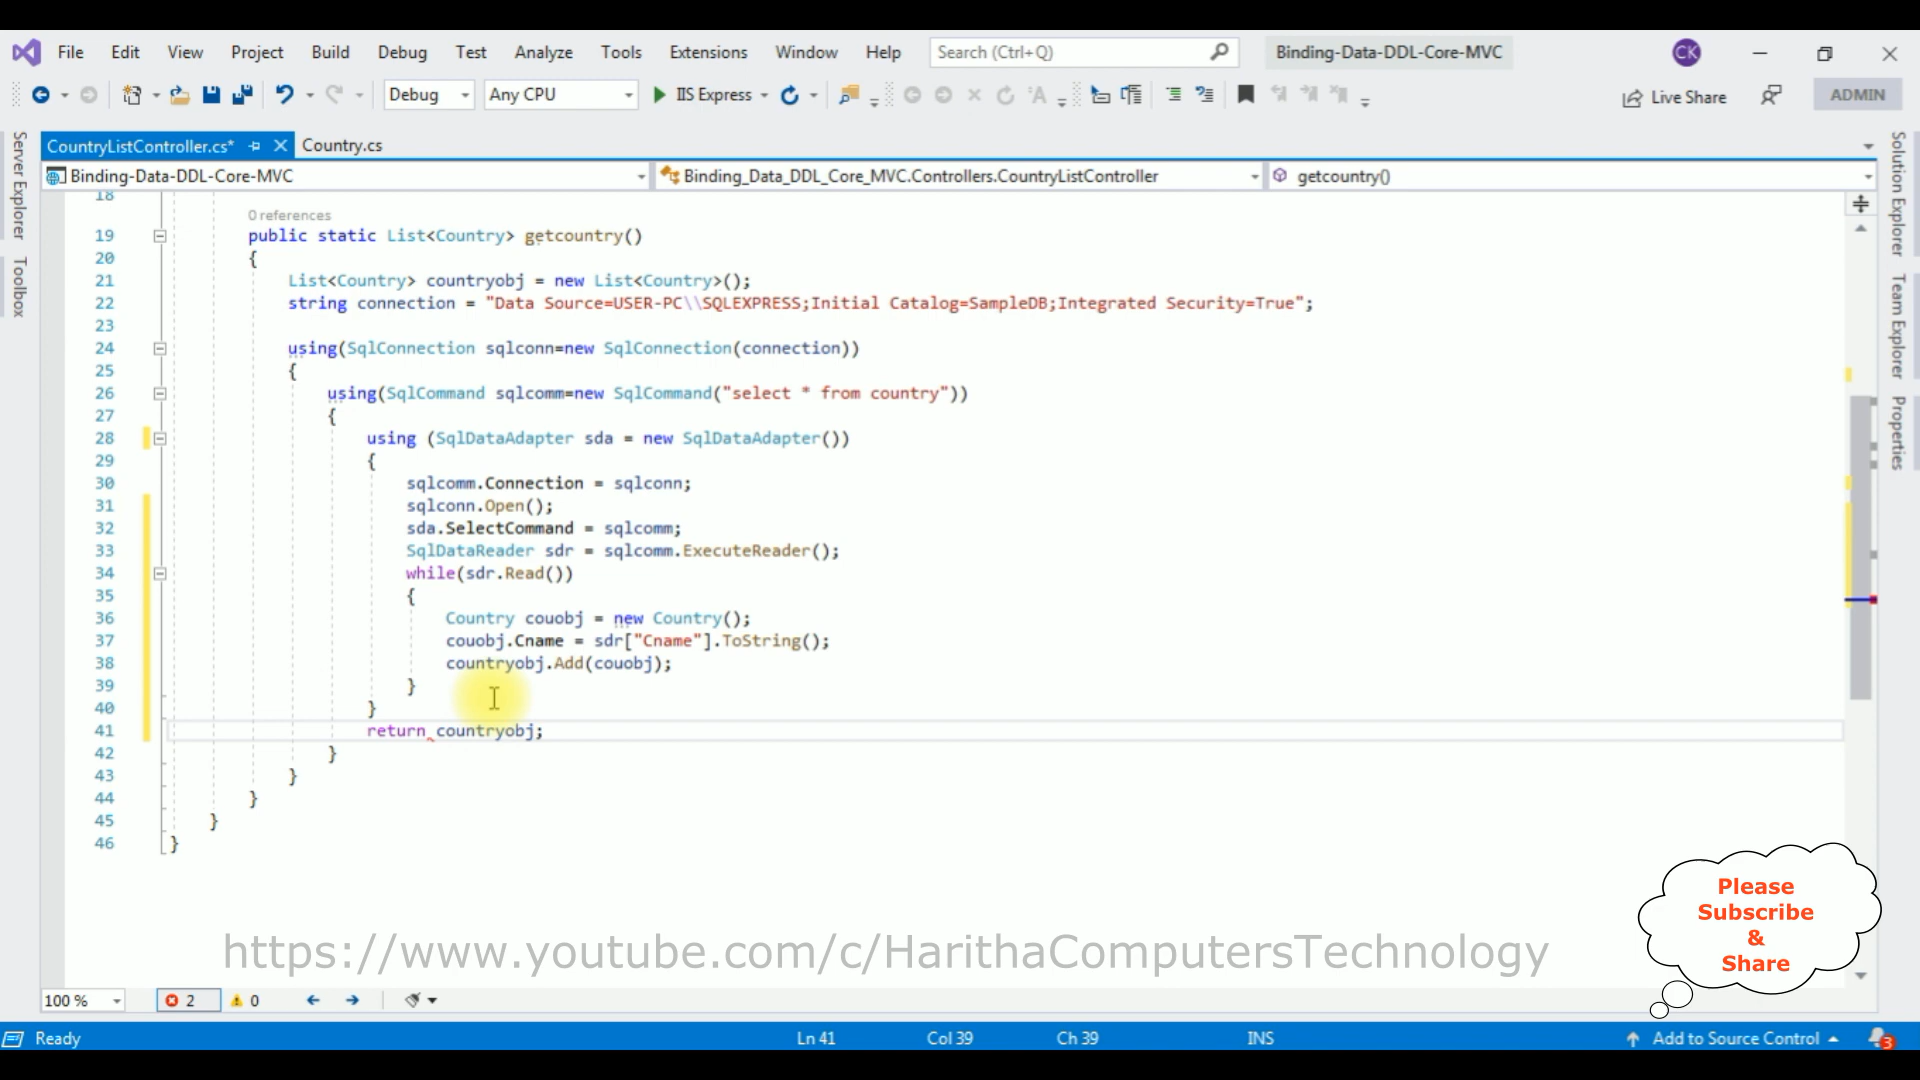 File Edit View Project Build Debug Test Analyze Tools Extensions Window Help Search (Ctrl+Q) Binding-Data-DDL-Core-MVC CK
Debug Any CPU IIS Express Live Share ADMIN
CountryListController.cs* Country.cs
Binding-Data-DDL-Core-MVC Binding_Data_DDL_Core_MVC.Controllers.CountryListController getcountry()
Server Explorer
Toolbox
Solution Explorer
Team Explorer
Properties
18
0 references
19 public static List<Country> getcountry()
20 {
21 List<Country> countryobj = new List<Country>();
22 string connection = "Data Source=USER-PC\\SQLEXPRESS;Initial Catalog=SampleDB;Integrated Security=True";
23
24 using(SqlConnection sqlconn=new SqlConnection(connection))
25 {
26 using(SqlCommand sqlcomm=new SqlCommand("select * from country"))
27 {
28 using (SqlDataAdapter sda = new SqlDataAdapter())
29 {
30 sqlcomm.Connection = sqlconn;
31 sqlconn.Open();
32 sda.SelectCommand = sqlcomm;
33 SqlDataReader sdr = sqlcomm.ExecuteReader();
34 while(sdr.Read())
35 {
36 Country couobj = new Country();
37 couobj.Cname = sdr["Cname"].ToString();
38 countryobj.Add(couobj);
39 }
40 }
41 return countryobj;
42 }
43 }
44 }
45 }
46 }
Please
Subscribe
&
Share
https://www.youtube.com/c/HarithaComputersTechnology
100 % 2 0
Ready Ln 41 Col 39 Ch 39 INS Add to Source Control 3